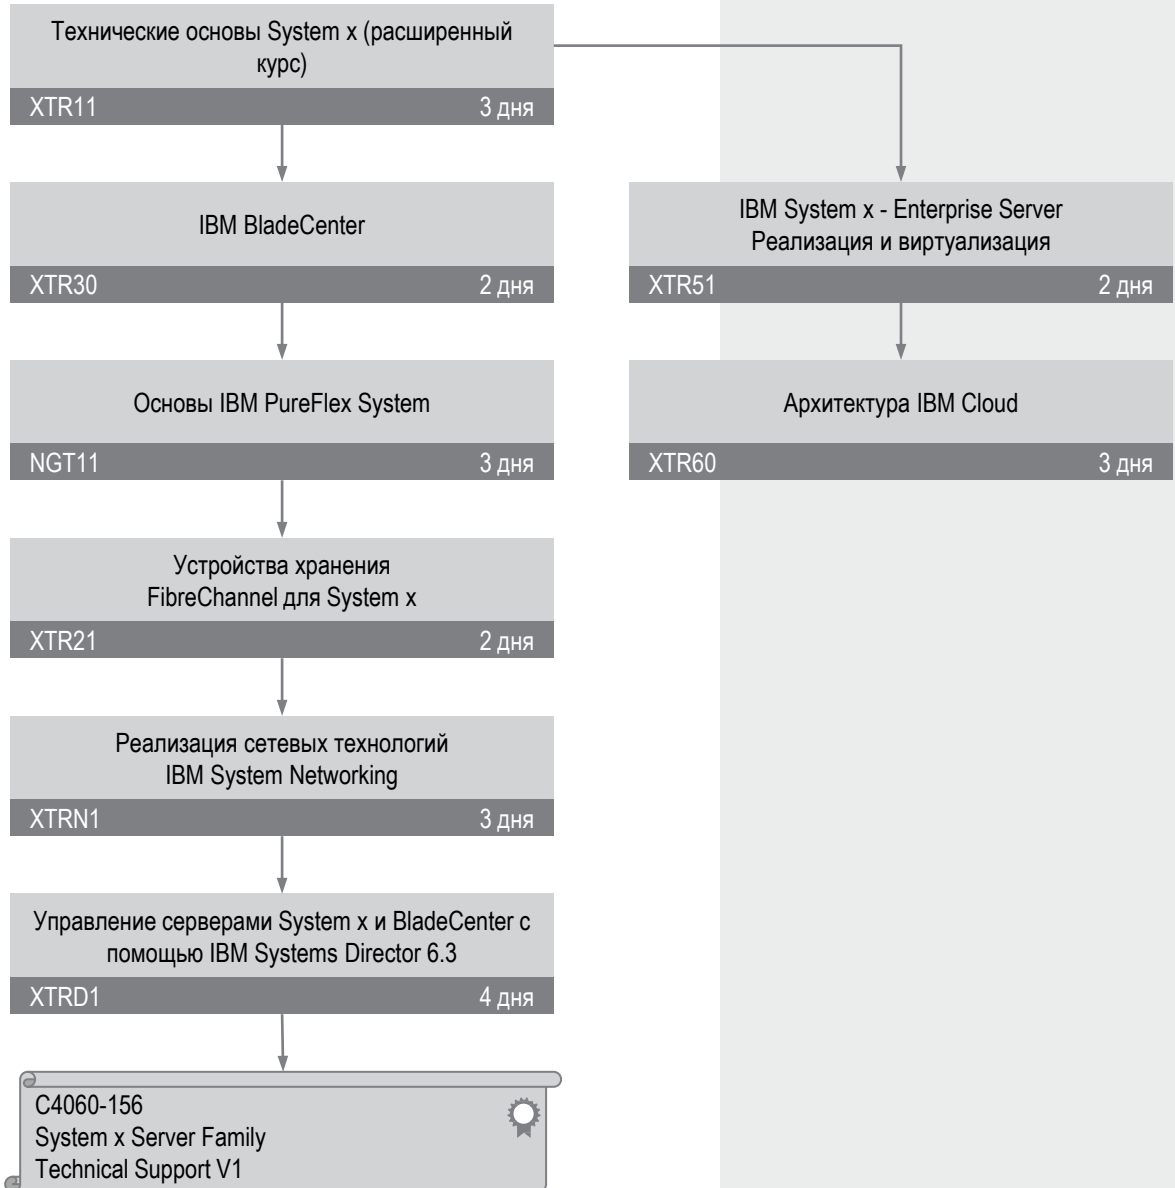 Технические основы System x (расширенный
курс)
XTR11 3 дня
IBM BladeCenter
XTR30 2 дня
IBM System x - Enterprise Server
Реализация и виртуализация
XTR51 2 дня
Основы IBM PureFlex System
NGT11 3 дня
Архитектура IBM Cloud
XTR60 3 дня
Устройства хранения
FibreChannel для System x
XTR21 2 дня
Реализация сетевых технологий
IBM System Networking
XTRN1 3 дня
Управление серверами System x и BladeCenter с
помощью IBM Systems Director 6.3
XTRD1 4 дня
C4060-156
System x Server Family
Technical Support V1